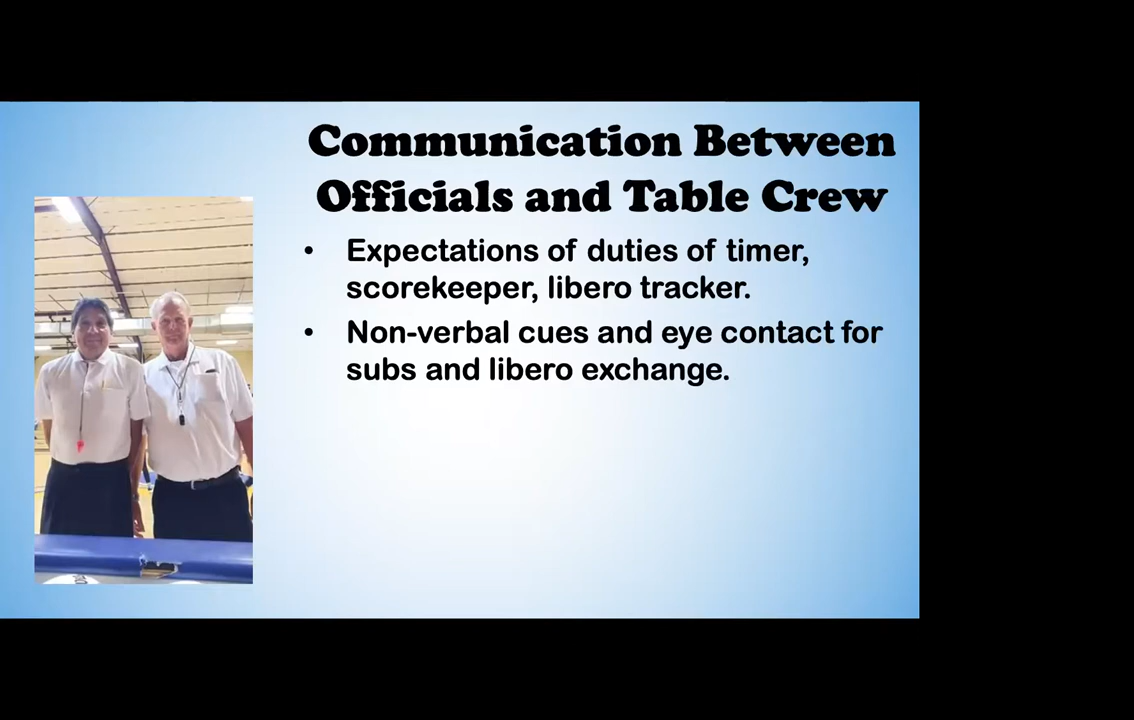 Communication Between
Officials and Table Crew
• Expectations of duties of timer,
scorekeeper, libero tracker.
• Non-verbal cues and eye contact for
subs and libero exchange.